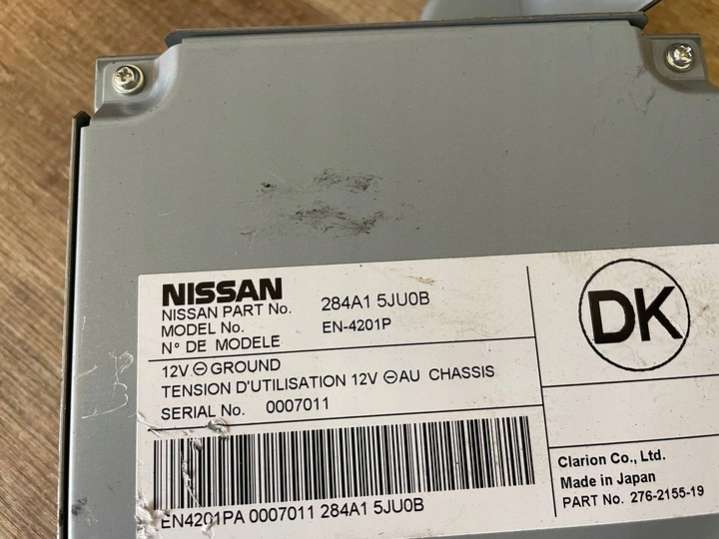 NISSAN
NISSAN PART No. 284A1 5JU0B
MODEL No. EN-4201P
N° DE MODELE
12V ⊖ GROUND
TENSION D'UTILISATION 12V ⊖ AU CHASSIS
SERIAL No. 0007011
EN4201PA 0007011 284A1 5JU0B
DK
Clarion Co., Ltd.
Made in Japan
PART No. 276-2155-19